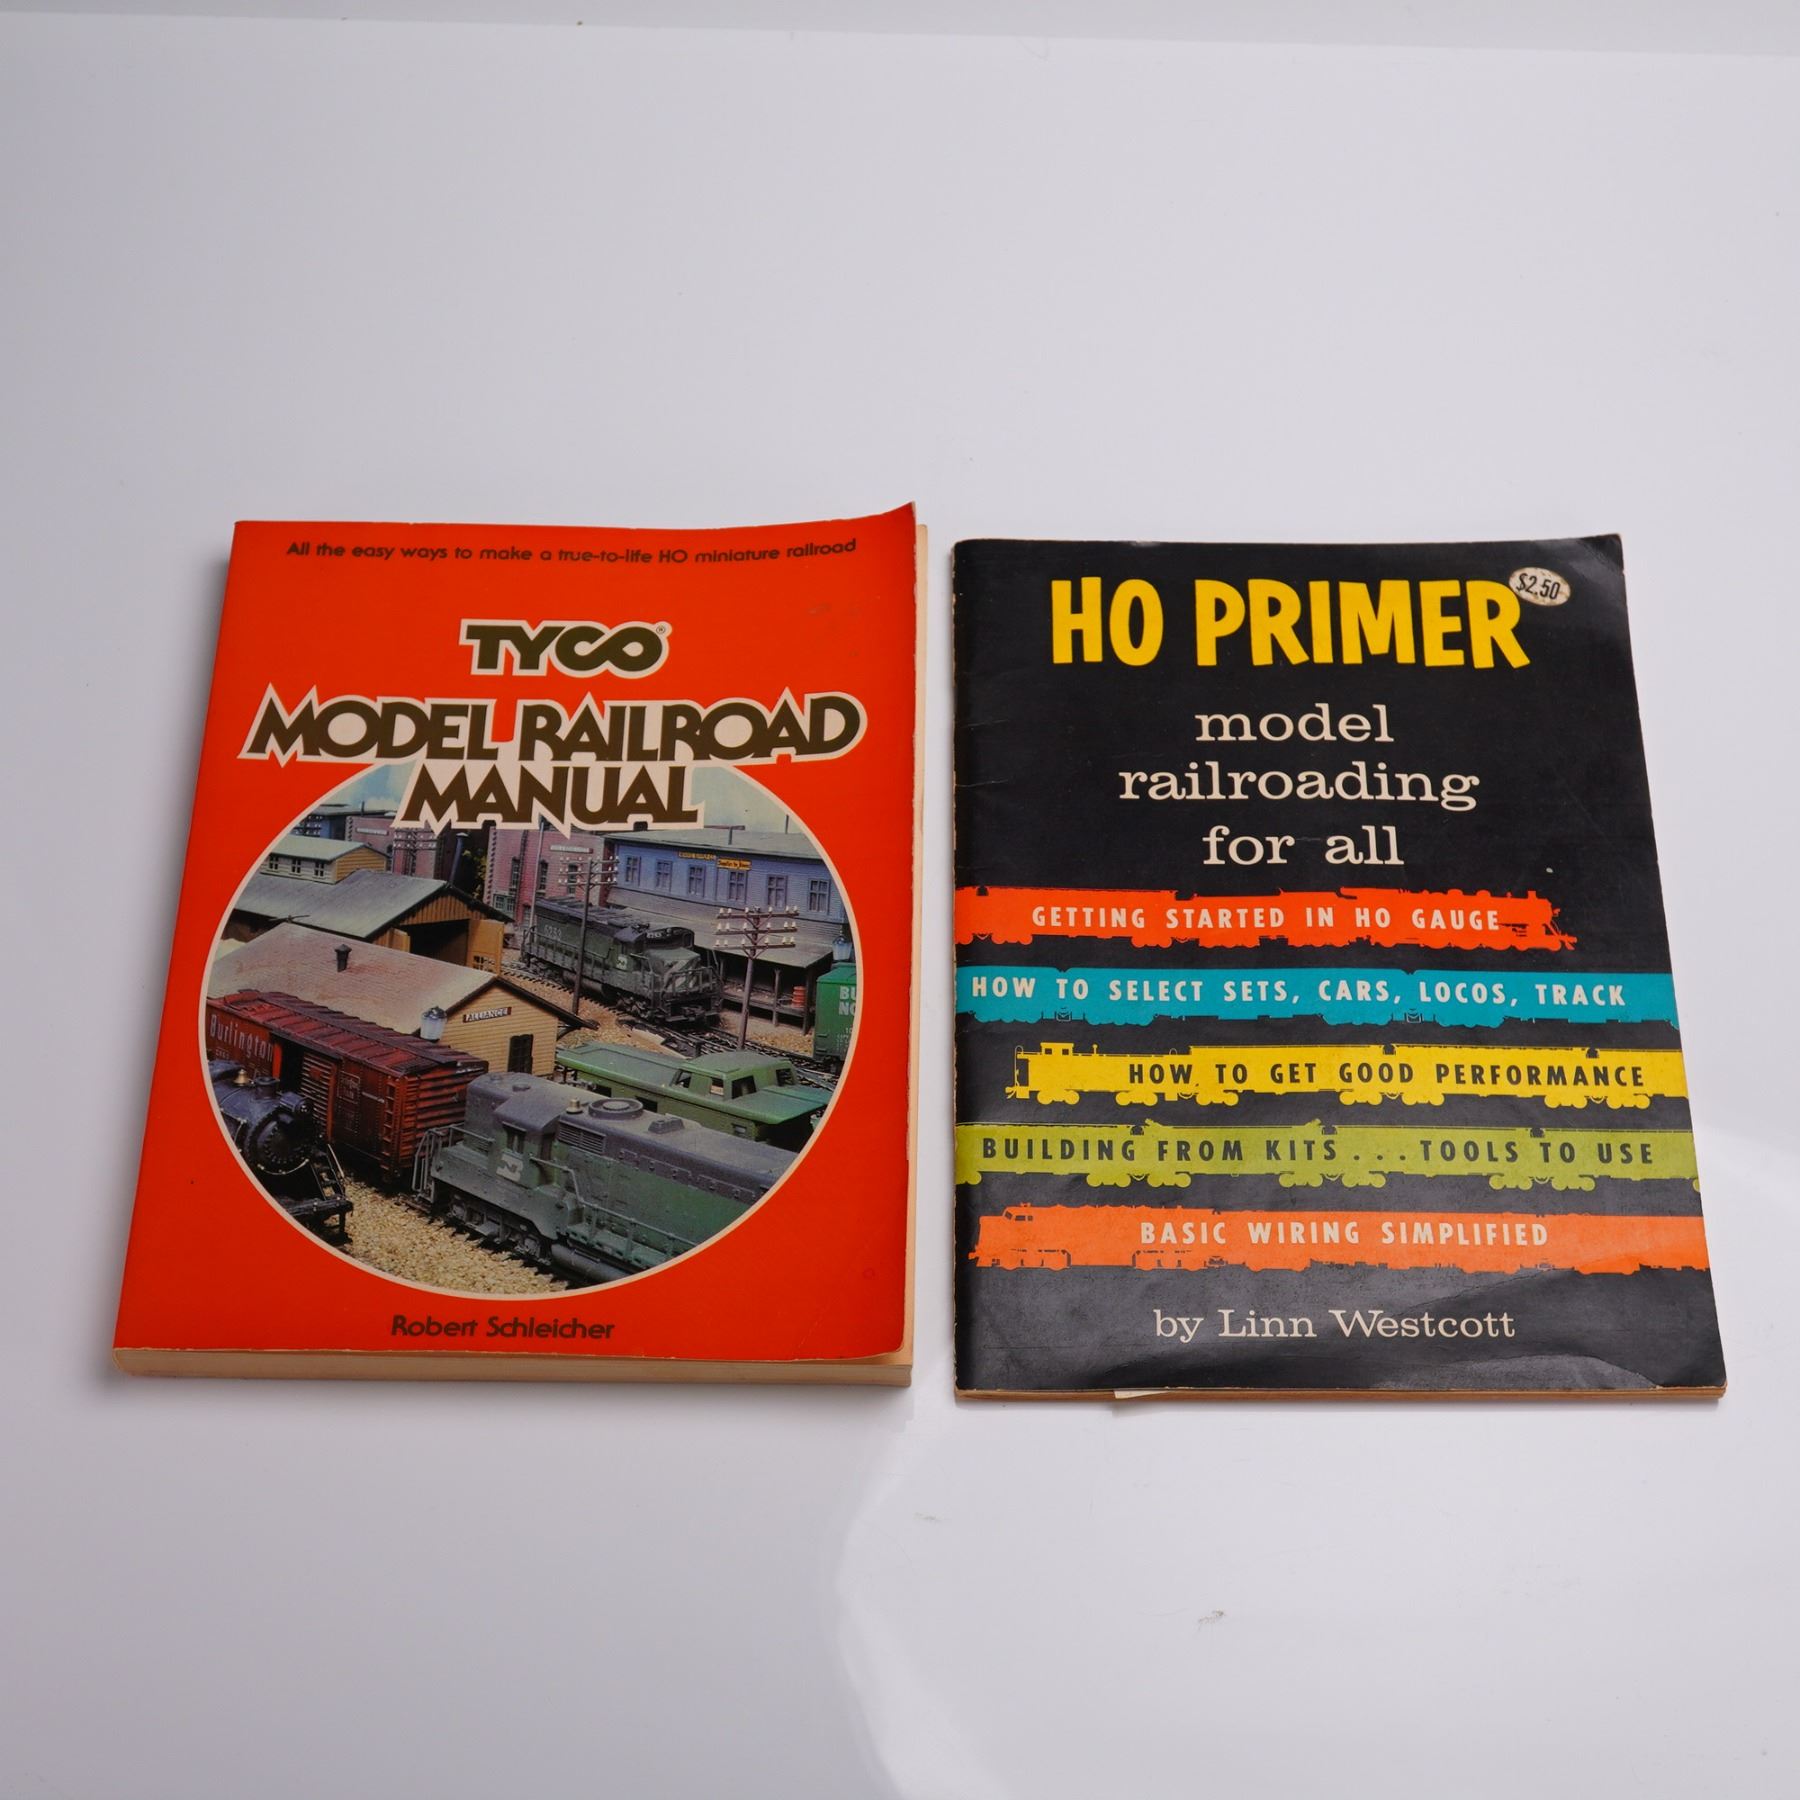 All the easy ways to make a true-to-life HO miniature railroad
TYCO®
MODEL RAILROAD
MANUAL
ALLIANCE
Burlington
BN
Robert Schleicher
HO PRIMER
$2.50
model
railroading
for all
GETTING STARTED IN HO GAUGE
HOW TO SELECT SETS, CARS, LOCOS, TRACK
HOW TO GET GOOD PERFORMANCE
BUILDING FROM KITS...TOOLS TO USE
BASIC WIRING SIMPLIFIED
by Linn Westcott